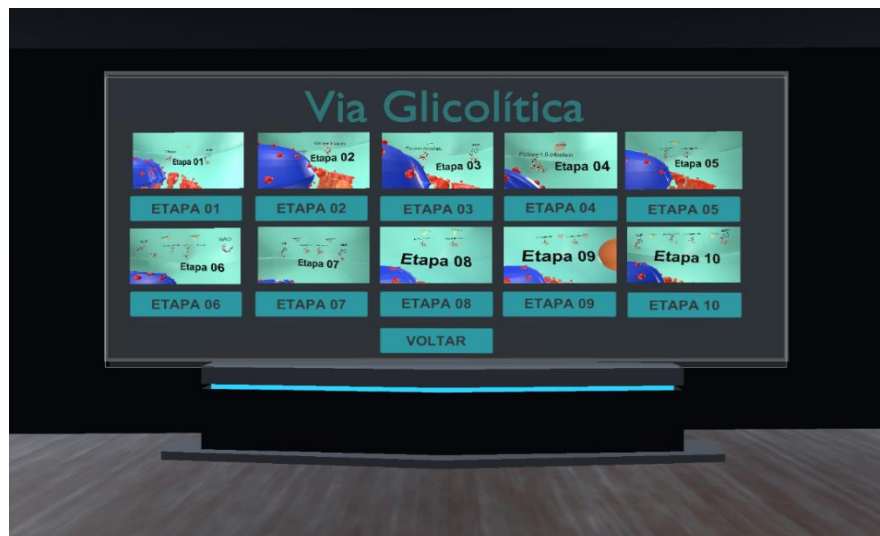 Via Glicolítica
Etapa 01
Etapa 02
Etapa 03
Etapa 04
Etapa 05
ETAPA 01
ETAPA 02
ETAPA 03
ETAPA 04
ETAPA 05
Etapa 06
Etapa 07
Etapa 08
Etapa 09
Etapa 10
ETAPA 06
ETAPA 07
ETAPA 08
ETAPA 09
ETAPA 10
VOLTAR